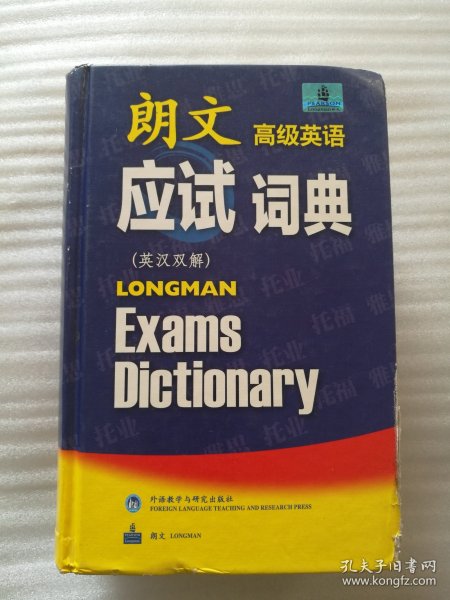 PEARSON
朗文 高级英语
应试 词典
(英汉双解)
LONGMAN
Exams
Dictionary
外语教学与研究出版社
FOREIGN LANGUAGE TEACHING AND RESEARCH PRESS
朗文 LONGMAN
孔夫子旧书网
www.kongfz.com